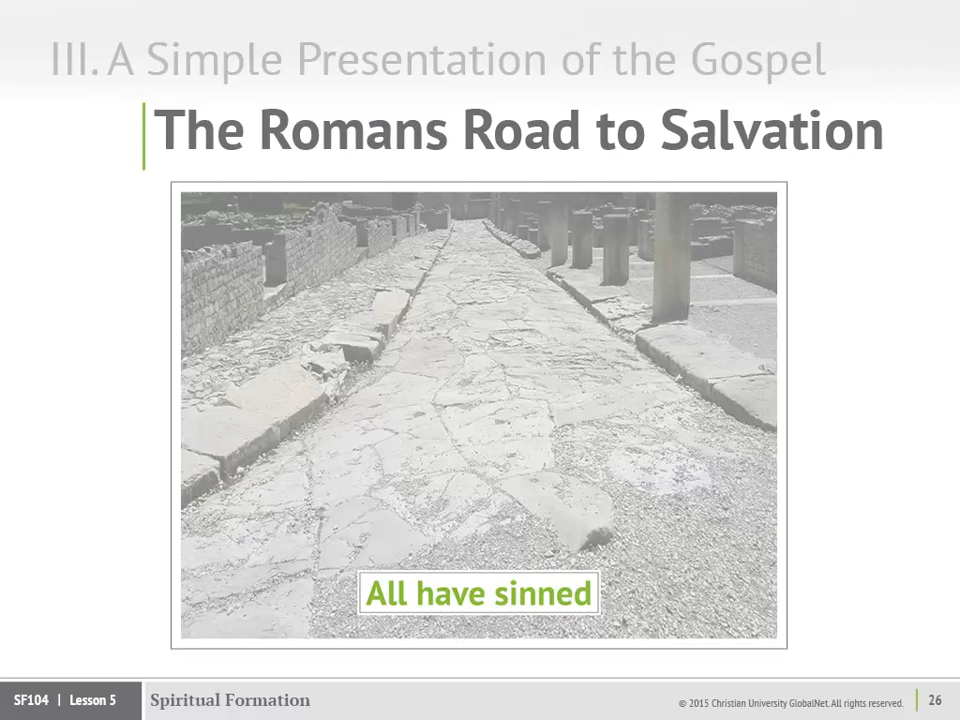 III. A Simple Presentation of the Gospel
The Romans Road to Salvation
All have sinned
SF104 | Lesson 5
Spiritual Formation
© 2015 Christian University GlobalNet. All rights reserved.
26